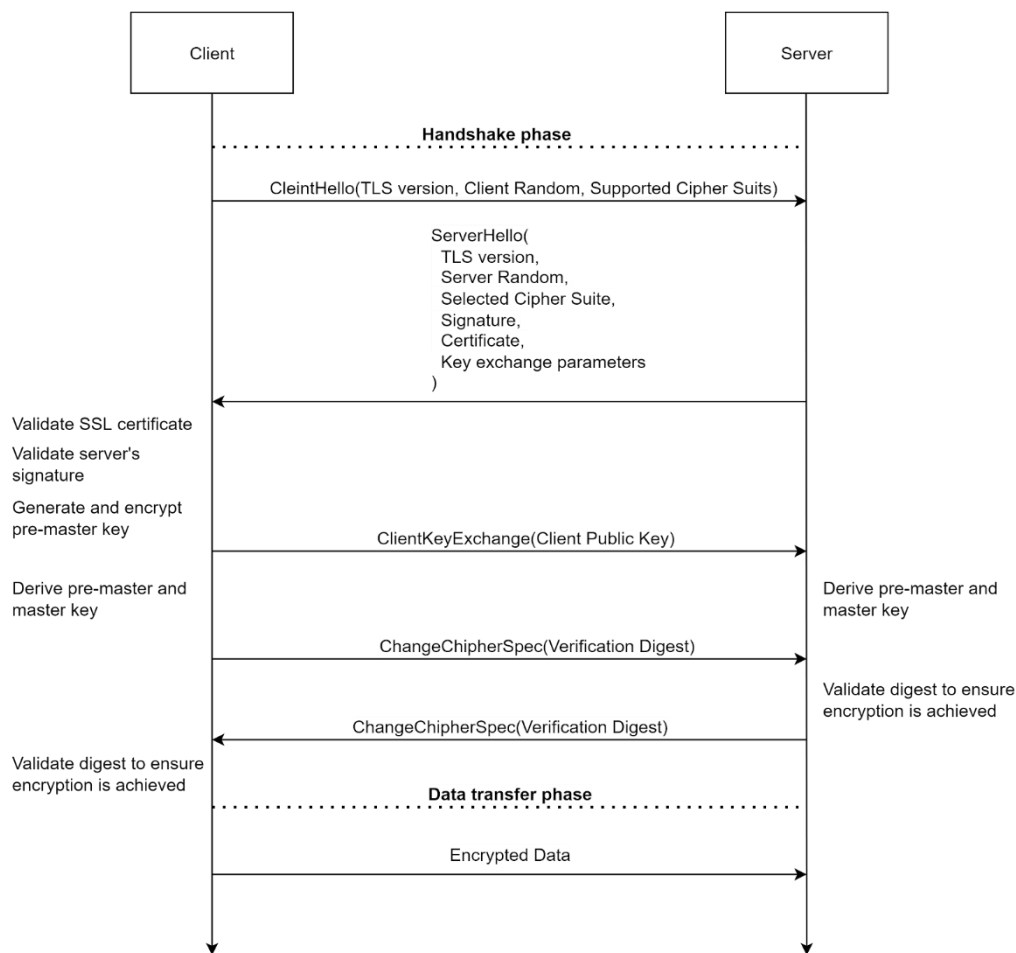 Client
Server
Handshake phase
CleintHello(TLS version, Client Random, Supported Cipher Suits)
ServerHello(
TLS version,
Server Random,
Selected Cipher Suite,
Signature,
Certificate,
Key exchange parameters
)
Validate SSL certificate
Validate server's
signature
Generate and encrypt
pre-master key
ClientKeyExchange(Client Public Key)
Derive pre-master and
master key
Derive pre-master and
master key
ChangeChipherSpec(Verification Digest)
Validate digest to ensure
encryption is achieved
ChangeChipherSpec(Verification Digest)
Validate digest to ensure
encryption is achieved
Data transfer phase
Encrypted Data